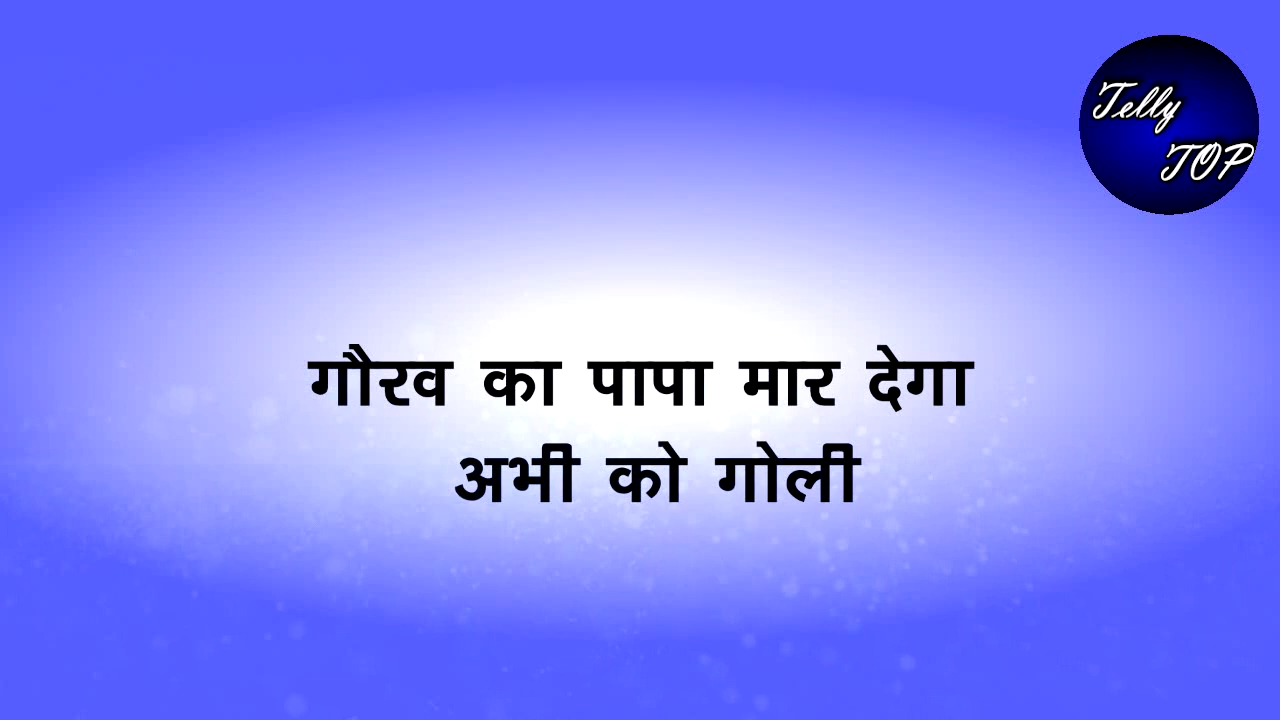 Telly
TOP
गौरव का पापा मार देगा
अभी को गोली